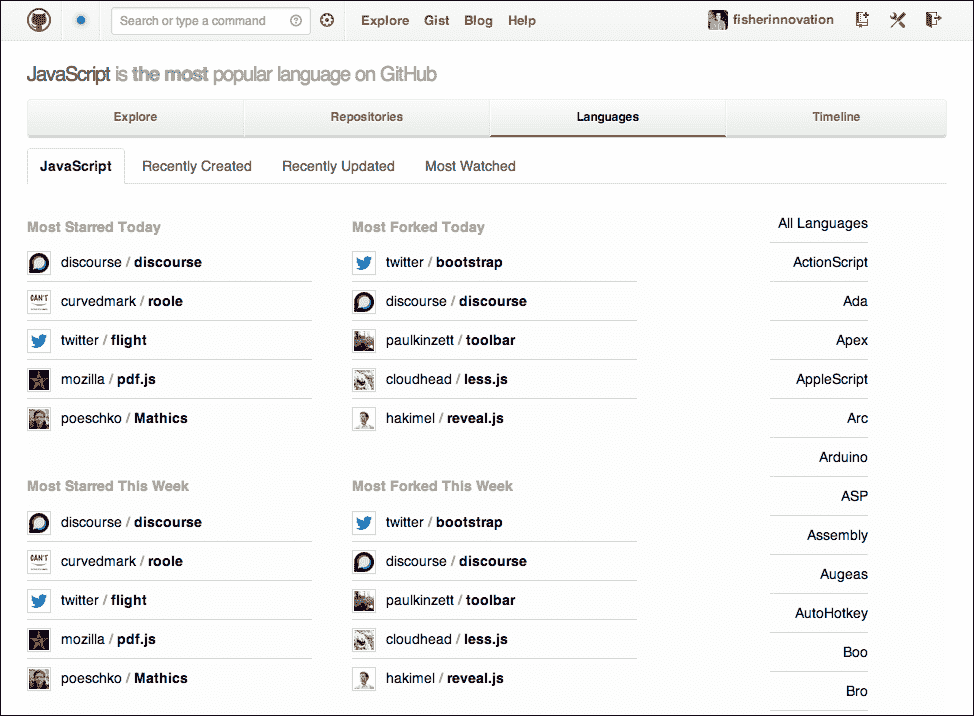 Search or type a command
Explore Gist Blog Help
fisherinnovation
JavaScript is the most popular language on GitHub
Explore Repositories Languages Timeline
JavaScript Recently Created Recently Updated Most Watched
Most Starred Today
discourse / discourse
curvedmark / roole
twitter / flight
mozilla / pdf.js
poeschko / Mathics
Most Forked Today
twitter / bootstrap
discourse / discourse
paulkinzett / toolbar
cloudhead / less.js
hakimel / reveal.js
Most Starred This Week
discourse / discourse
curvedmark / roole
twitter / flight
mozilla / pdf.js
poeschko / Mathics
Most Forked This Week
twitter / bootstrap
discourse / discourse
paulkinzett / toolbar
cloudhead / less.js
hakimel / reveal.js
All Languages
ActionScript
Ada
Apex
AppleScript
Arc
Arduino
ASP
Assembly
Augeas
AutoHotkey
Boo
Bro